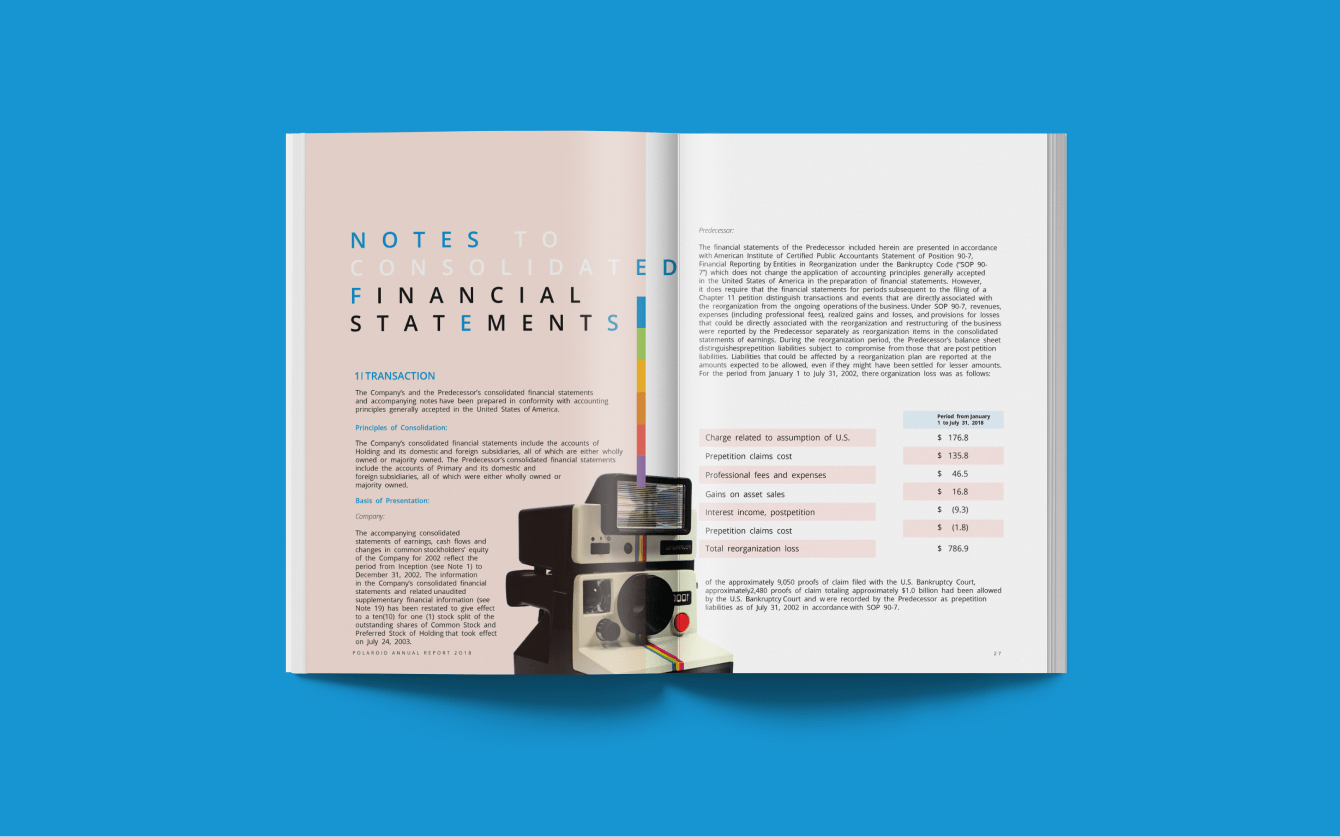 NOTES TO
CONSOLIDATED
FINANCIAL
STATEMENTS
1| TRANSACTION
The Company's and the Predecessor's consolidated financial statements
and accompanying notes have been prepared in conformity with accounting
principles generally accepted in the United States of America.
Principles of Consolidation:
The Company's consolidated financial statements include the accounts of
Holding and its domestic and foreign subsidiaries, all of which are either wholly
owned or majority owned. The Predecessor's consolidated financial statements
include the accounts of Primary and its domestic and
foreign subsidiaries, all of which were either wholly owned or
majority owned.
Basis of Presentation:
Company:
The accompanying consolidated
statements of earnings, cash flows and
changes in common stockholders' equity
of the Company for 2002 reflect the
period from Inception (see Note 1) to
December 31, 2002. The information
in the Company's consolidated financial
statements and related unaudited
supplementary financial information (see
Note 19) has been restated to give effect
to a ten(10) for one (1) stock split of the
outstanding shares of Common Stock and
Preferred Stock of Holding that took effect
on July 24, 2003.
POLAROID ANNUAL REPORT 2018
Predecessor:
The financial statements of the Predecessor included herein are presented in accordance
with American Institute of Certified Public Accountants Statement of Position 90-7,
Financial Reporting by Entities in Reorganization under the Bankruptcy Code ("SOP 90-
7") which does not change the application of accounting principles generally accepted
in the United States of America in the preparation of financial statements. However,
it does require that the financial statements for periods subsequent to the filing of a
Chapter 11 petition distinguish transactions and events that are directly associated with
the reorganization from the ongoing operations of the business. Under SOP 90-7, revenues,
expenses (including professional fees), realized gains and losses, and provisions for losses
that could be directly associated with the reorganization and restructuring of the business
were reported by the Predecessor separately as reorganization items in the consolidated
statements of earnings. During the reorganization period, the Predecessor's balance sheet
distinguishesprepetition liabilities subject to compromise from those that are post petition
liabilities. Liabilities that could be affected by a reorganization plan are reported at the
amounts expected to be allowed, even if they might have been settled for lesser amounts.
For the period from January 1 to July 31, 2002, there organization loss was as follows:
Period from January
1 to July 31, 2018
Charge related to assumption of U.S. $ 176.8
Prepetition claims cost $ 135.8
Professional fees and expenses $ 46.5
Gains on asset sales $ 16.8
Interest income, postpetition $ (9.3)
Prepetition claims cost $ (1.8)
Total reorganization loss $ 786.9
of the approximately 9,050 proofs of claim filed with the U.S. Bankruptcy Court,
approximately2,480 proofs of claim totaling approximately $1.0 billion had been allowed
by the U.S. Bankruptcy Court and were recorded by the Predecessor as prepetition
liabilities as of July 31, 2002 in accordance with SOP 90-7.
27